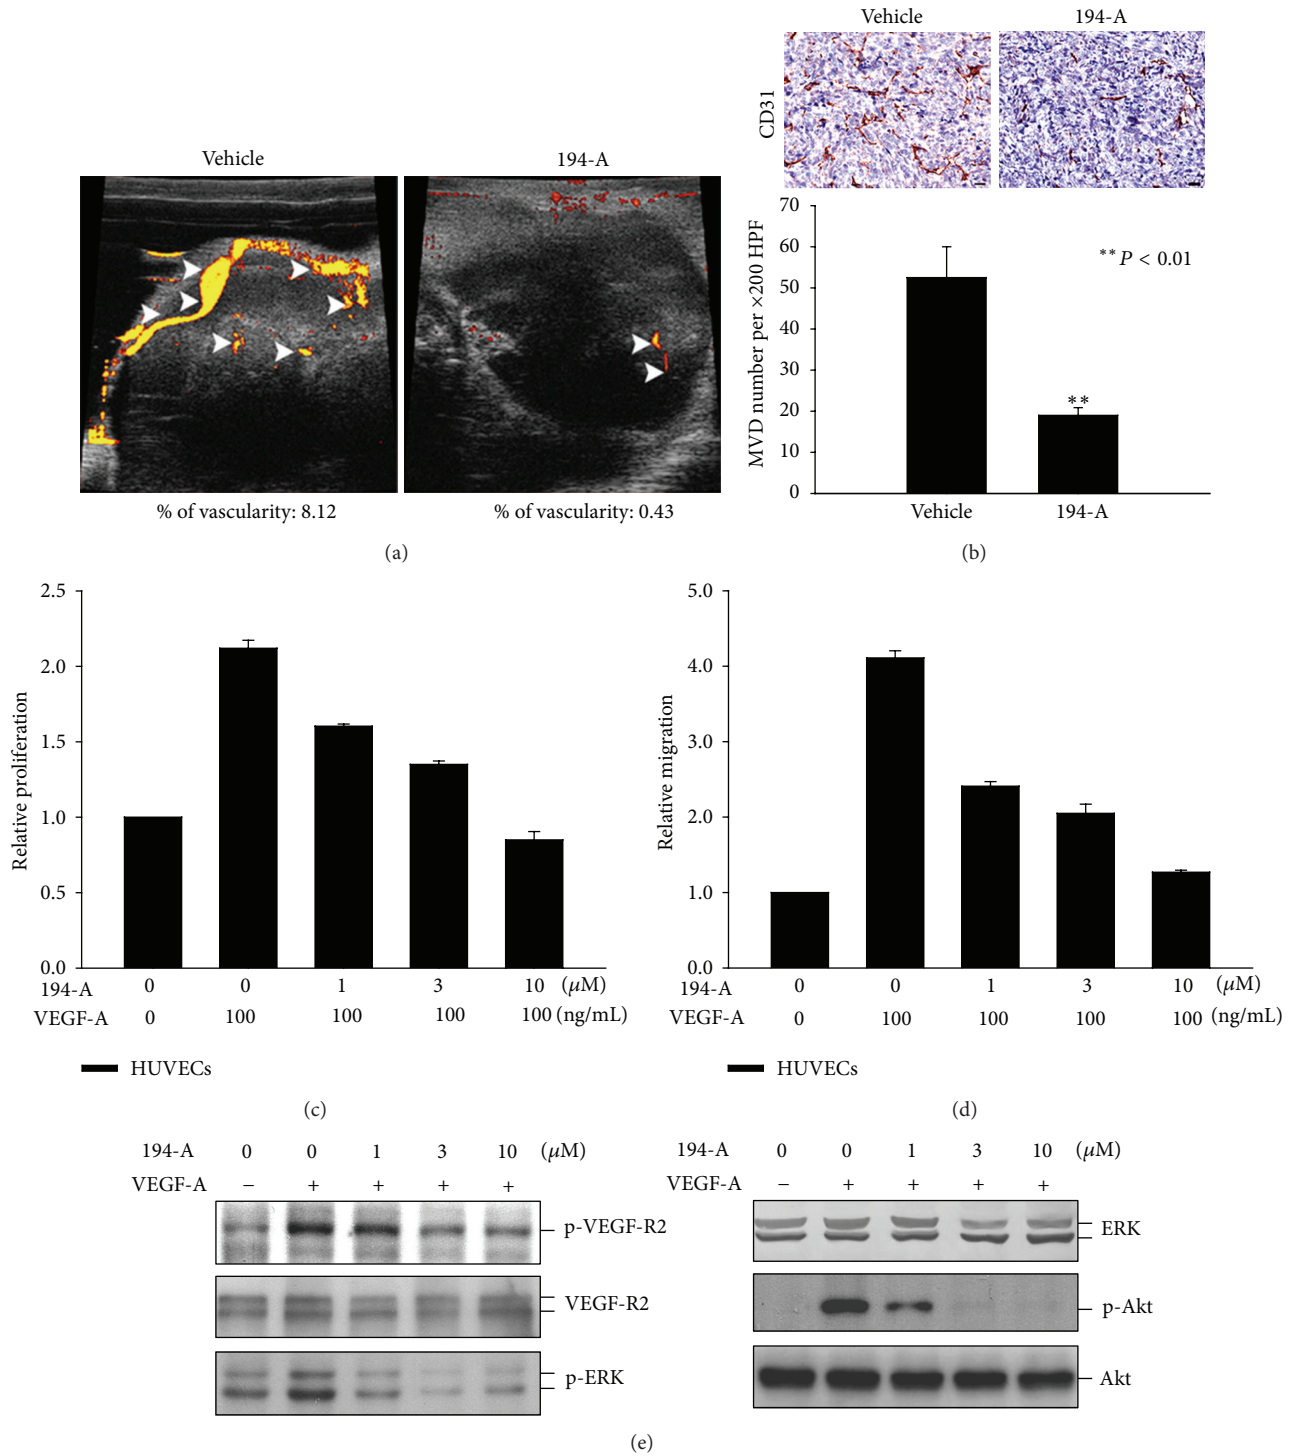 Vehicle
194-A
% of vascularity: 8.12
% of vascularity: 0.43
(a)
Vehicle
194-A
CD31
MVD number per ×200 HPF
70
60
50
40
30
20
10
0
**P < 0.01
**
Vehicle
194-A
(b)
Relative proliferation
2.5
2.0
1.5
1.0
0.5
0.0
194-A 0 0 1 3 10 (μM)
VEGF-A 0 100 100 100 100 (ng/mL)
HUVECs
(c)
Relative migration
5.0
4.0
3.0
2.0
1.0
0.0
194-A 0 0 1 3 10 (μM)
VEGF-A 0 100 100 100 100 (ng/mL)
HUVECs
(d)
194-A 0 0 1 3 10 (μM)
VEGF-A − + + + +
p-VEGF-R2
VEGF-R2
p-ERK
194-A 0 0 1 3 10 (μM)
VEGF-A − + + + +
ERK
p-Akt
Akt
(e)